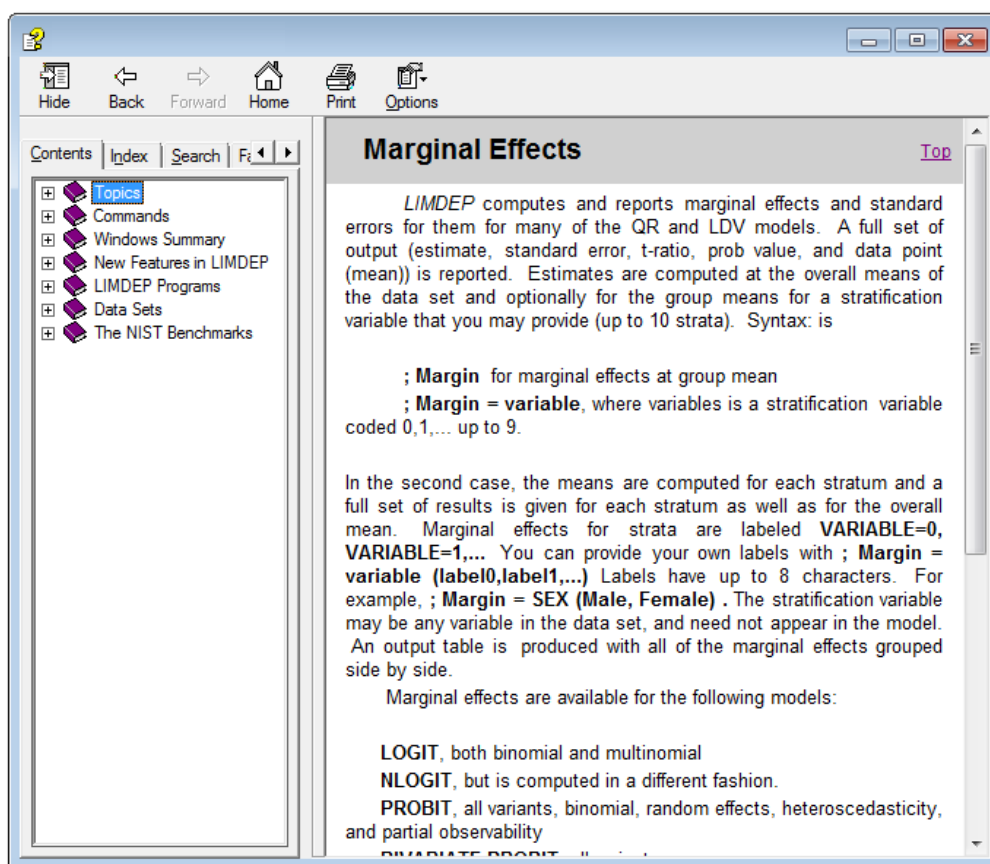 Hide Back Forward Home Print Options
Contents Index Search
Marginal Effects Top
Topics
Commands
Windows Summary
New Features in LIMDEP
LIMDEP Programs
Data Sets
The NIST Benchmarks
LIMDEP computes and reports marginal effects and standard
errors for them for many of the QR and LDV models. A full set of
output (estimate, standard error, t-ratio, prob value, and data point
(mean)) is reported. Estimates are computed at the overall means of
the data set and optionally for the group means for a stratification
variable that you may provide (up to 10 strata). Syntax: is
; Margin for marginal effects at group mean
; Margin = variable, where variables is a stratification variable
coded 0,1,... up to 9.
In the second case, the means are computed for each stratum and a
full set of results is given for each stratum as well as for the overall
mean. Marginal effects for strata are labeled VARIABLE=0,
VARIABLE=1,... You can provide your own labels with ; Margin =
variable (label0,label1,...) Labels have up to 8 characters. For
example, ; Margin = SEX (Male, Female) . The stratification variable
may be any variable in the data set, and need not appear in the model.
An output table is produced with all of the marginal effects grouped
side by side.
Marginal effects are available for the following models:
LOGIT, both binomial and multinomial
NLOGIT, but is computed in a different fashion.
PROBIT, all variants, binomial, random effects, heteroscedasticity,
and partial observability